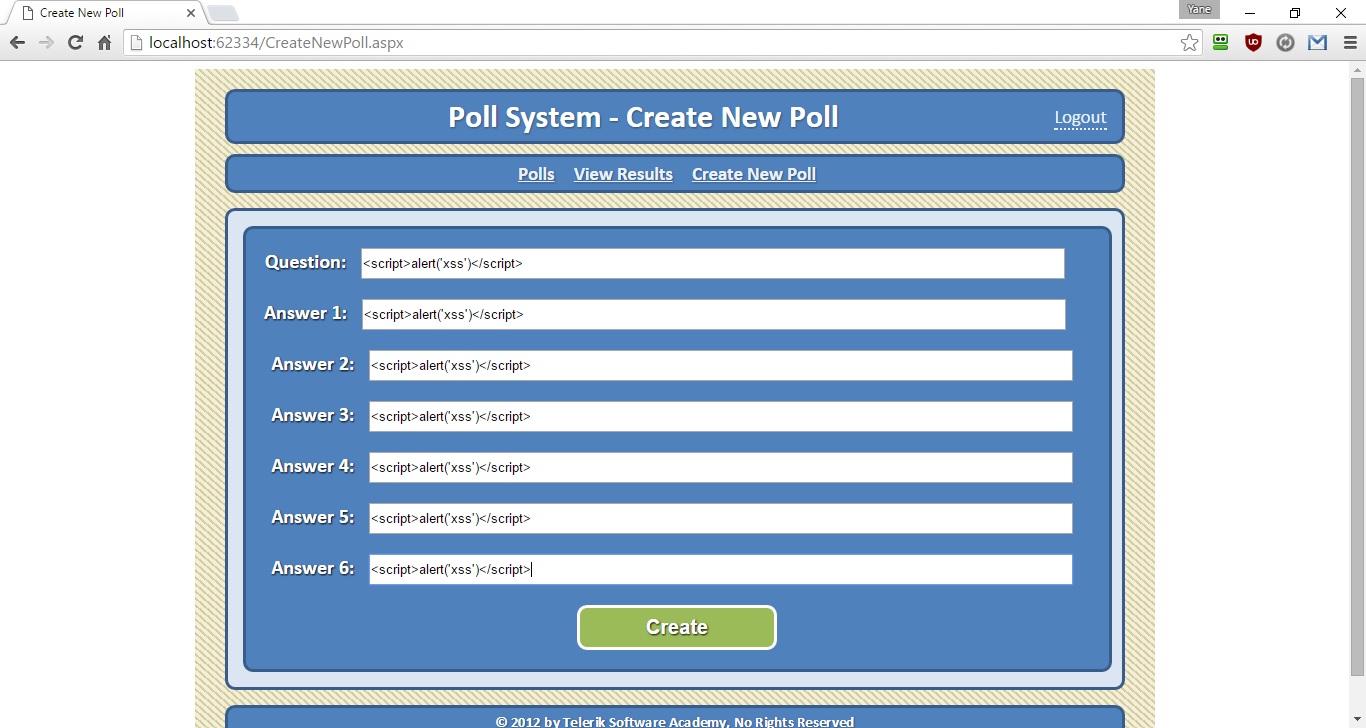 Create New Poll
Yane
localhost:62334/CreateNewPoll.aspx
Poll System - Create New Poll
Logout
Polls View Results Create New Poll
Question: <script>alert('xss')</script>
Answer 1: <script>alert('xss')</script>
Answer 2: <script>alert('xss')</script>
Answer 3: <script>alert('xss')</script>
Answer 4: <script>alert('xss')</script>
Answer 5: <script>alert('xss')</script>
Answer 6: <script>alert('xss')</script>
Create
© 2012 by Telerik Software Academy, No Rights Reserved